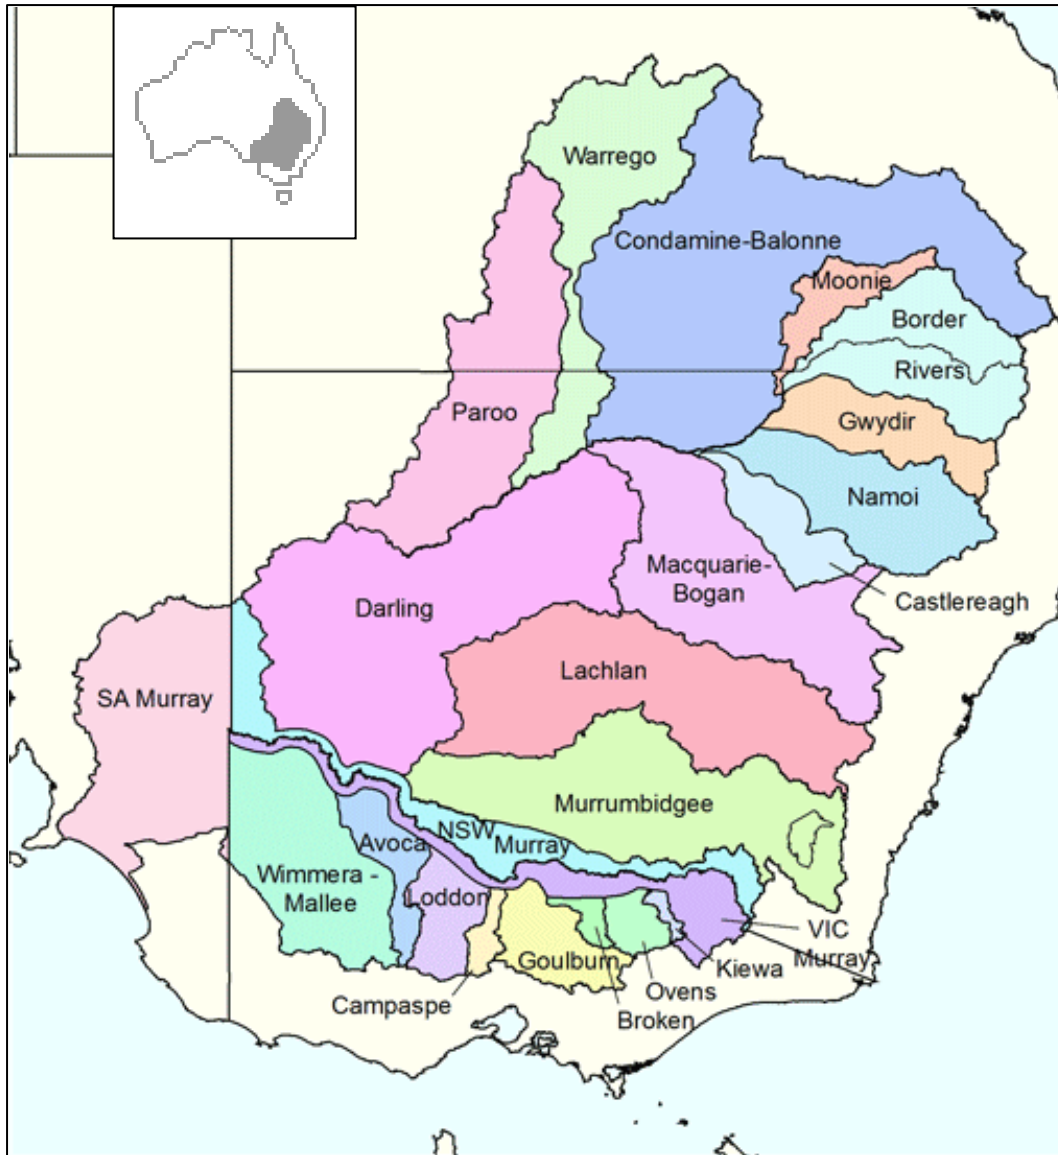 Warrego
Condamine-Balonne
Moonie
Border
Rivers
Paroo
Gwydir
Namoi
Macquarie-
Bogan
Castlereagh
Darling
Lachlan
SA Murray
Murrumbidgee
NSW Murray
Avoca
Wimmera -
Mallee
Loddon
VIC
Murray
Goulburn
Kiewa
Ovens
Campaspe
Broken